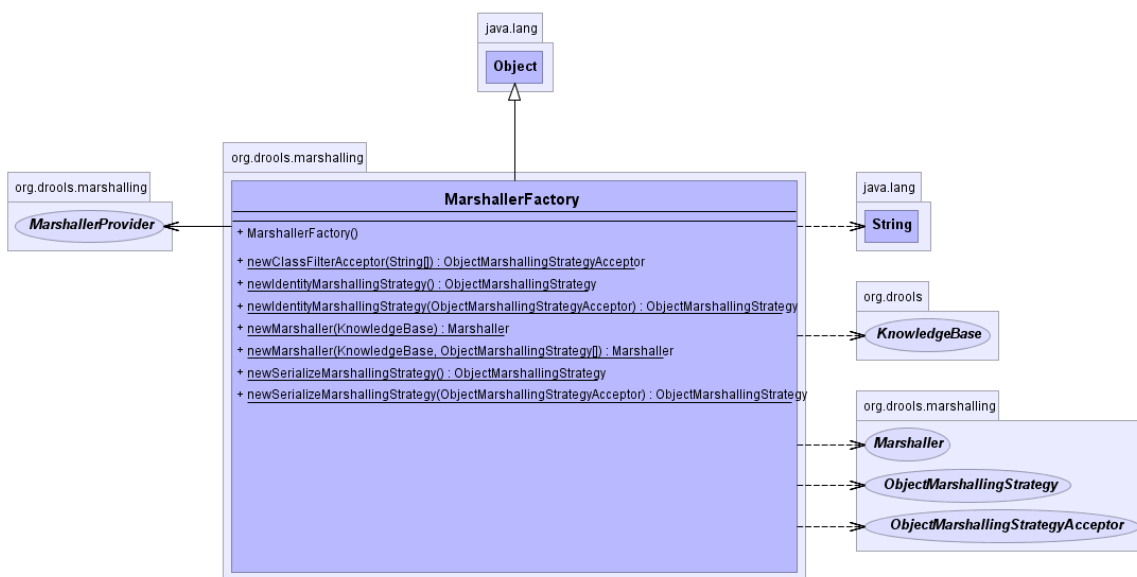 java.lang
Object
org.drools.marshalling
MarshallerProvider
org.drools.marshalling
MarshallerFactory
+ MarshallerFactory()
+ newClassFilterAcceptor(String[]) : ObjectMarshallingStrategyAcceptor
+ newIdentityMarshallingStrategy() : ObjectMarshallingStrategy
+ newIdentityMarshallingStrategy(ObjectMarshallingStrategyAcceptor) : ObjectMarshallingStrategy
+ newMarshaller(KnowledgeBase) : Marshaller
+ newMarshaller(KnowledgeBase, ObjectMarshallingStrategy[]) : Marshaller
+ newSerializeMarshallingStrategy() : ObjectMarshallingStrategy
+ newSerializeMarshallingStrategy(ObjectMarshallingStrategyAcceptor) : ObjectMarshallingStrategy
java.lang
String
org.drools
KnowledgeBase
org.drools.marshalling
Marshaller
ObjectMarshallingStrategy
ObjectMarshallingStrategyAcceptor